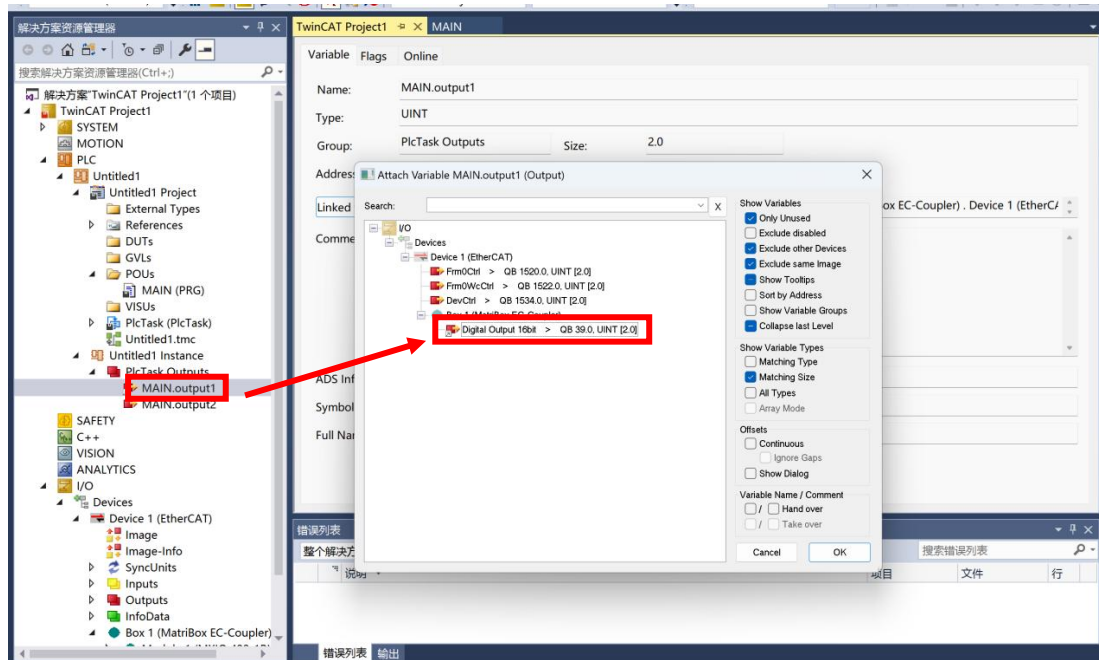 解决方案资源管理器
搜索解决方案资源管理器(Ctrl+;)
解决方案"TwinCAT Project1"(1 个项目)
TwinCAT Project1
SYSTEM
MOTION
PLC
Untitled1
Untitled1 Project
External Types
References
DUTs
GVLs
POUs
MAIN (PRG)
VISUs
PlcTask (PlcTask)
Untitled1.tmc
Untitled1 Instance
PlcTask Outputs
MAIN.output1
MAIN.output2
SAFETY
C++
VISION
ANALYTICS
I/O
Devices
Device 1 (EtherCAT)
Image
Image-Info
SyncUnits
Inputs
Outputs
InfoData
Box 1 (MatriBox EC-Coupler)
TwinCAT Project1 MAIN
Variable Flags Online
Name: MAIN.output1
Type: UINT
Group: PlcTask Outputs Size: 2.0
Addres
Linked ox EC-Coupler) . Device 1 (EtherCA
Comme
ADS Inf
Symbol
Full Nar
Attach Variable MAIN.output1 (Output)
Search: X
I/O
Devices
Device 1 (EtherCAT)
Frm0Ctrl > QB 1520.0, UINT [2.0]
Frm0WcCtrl > QB 1522.0, UINT [2.0]
DevCtrl > QB 1534.0, UINT [2.0]
Box 1 (MatriBox EC-Coupler)
Digital Output 16bit > QB 39.0, UINT [2.0]
Show Variables
Only Unused
Exclude disabled
Exclude other Devices
Exclude same Image
Show Tooltips
Sort by Address
Show Variable Groups
Collapse last Level
Show Variable Types
Matching Type
Matching Size
All Types
Array Mode
Offsets
Continuous
Ignore Gaps
Show Dialog
Variable Name / Comment
/ Hand over
/ Take over
Cancel OK
错误列表
整个解决方 搜索错误列表
说明 项目 文件 行
错误列表 输出